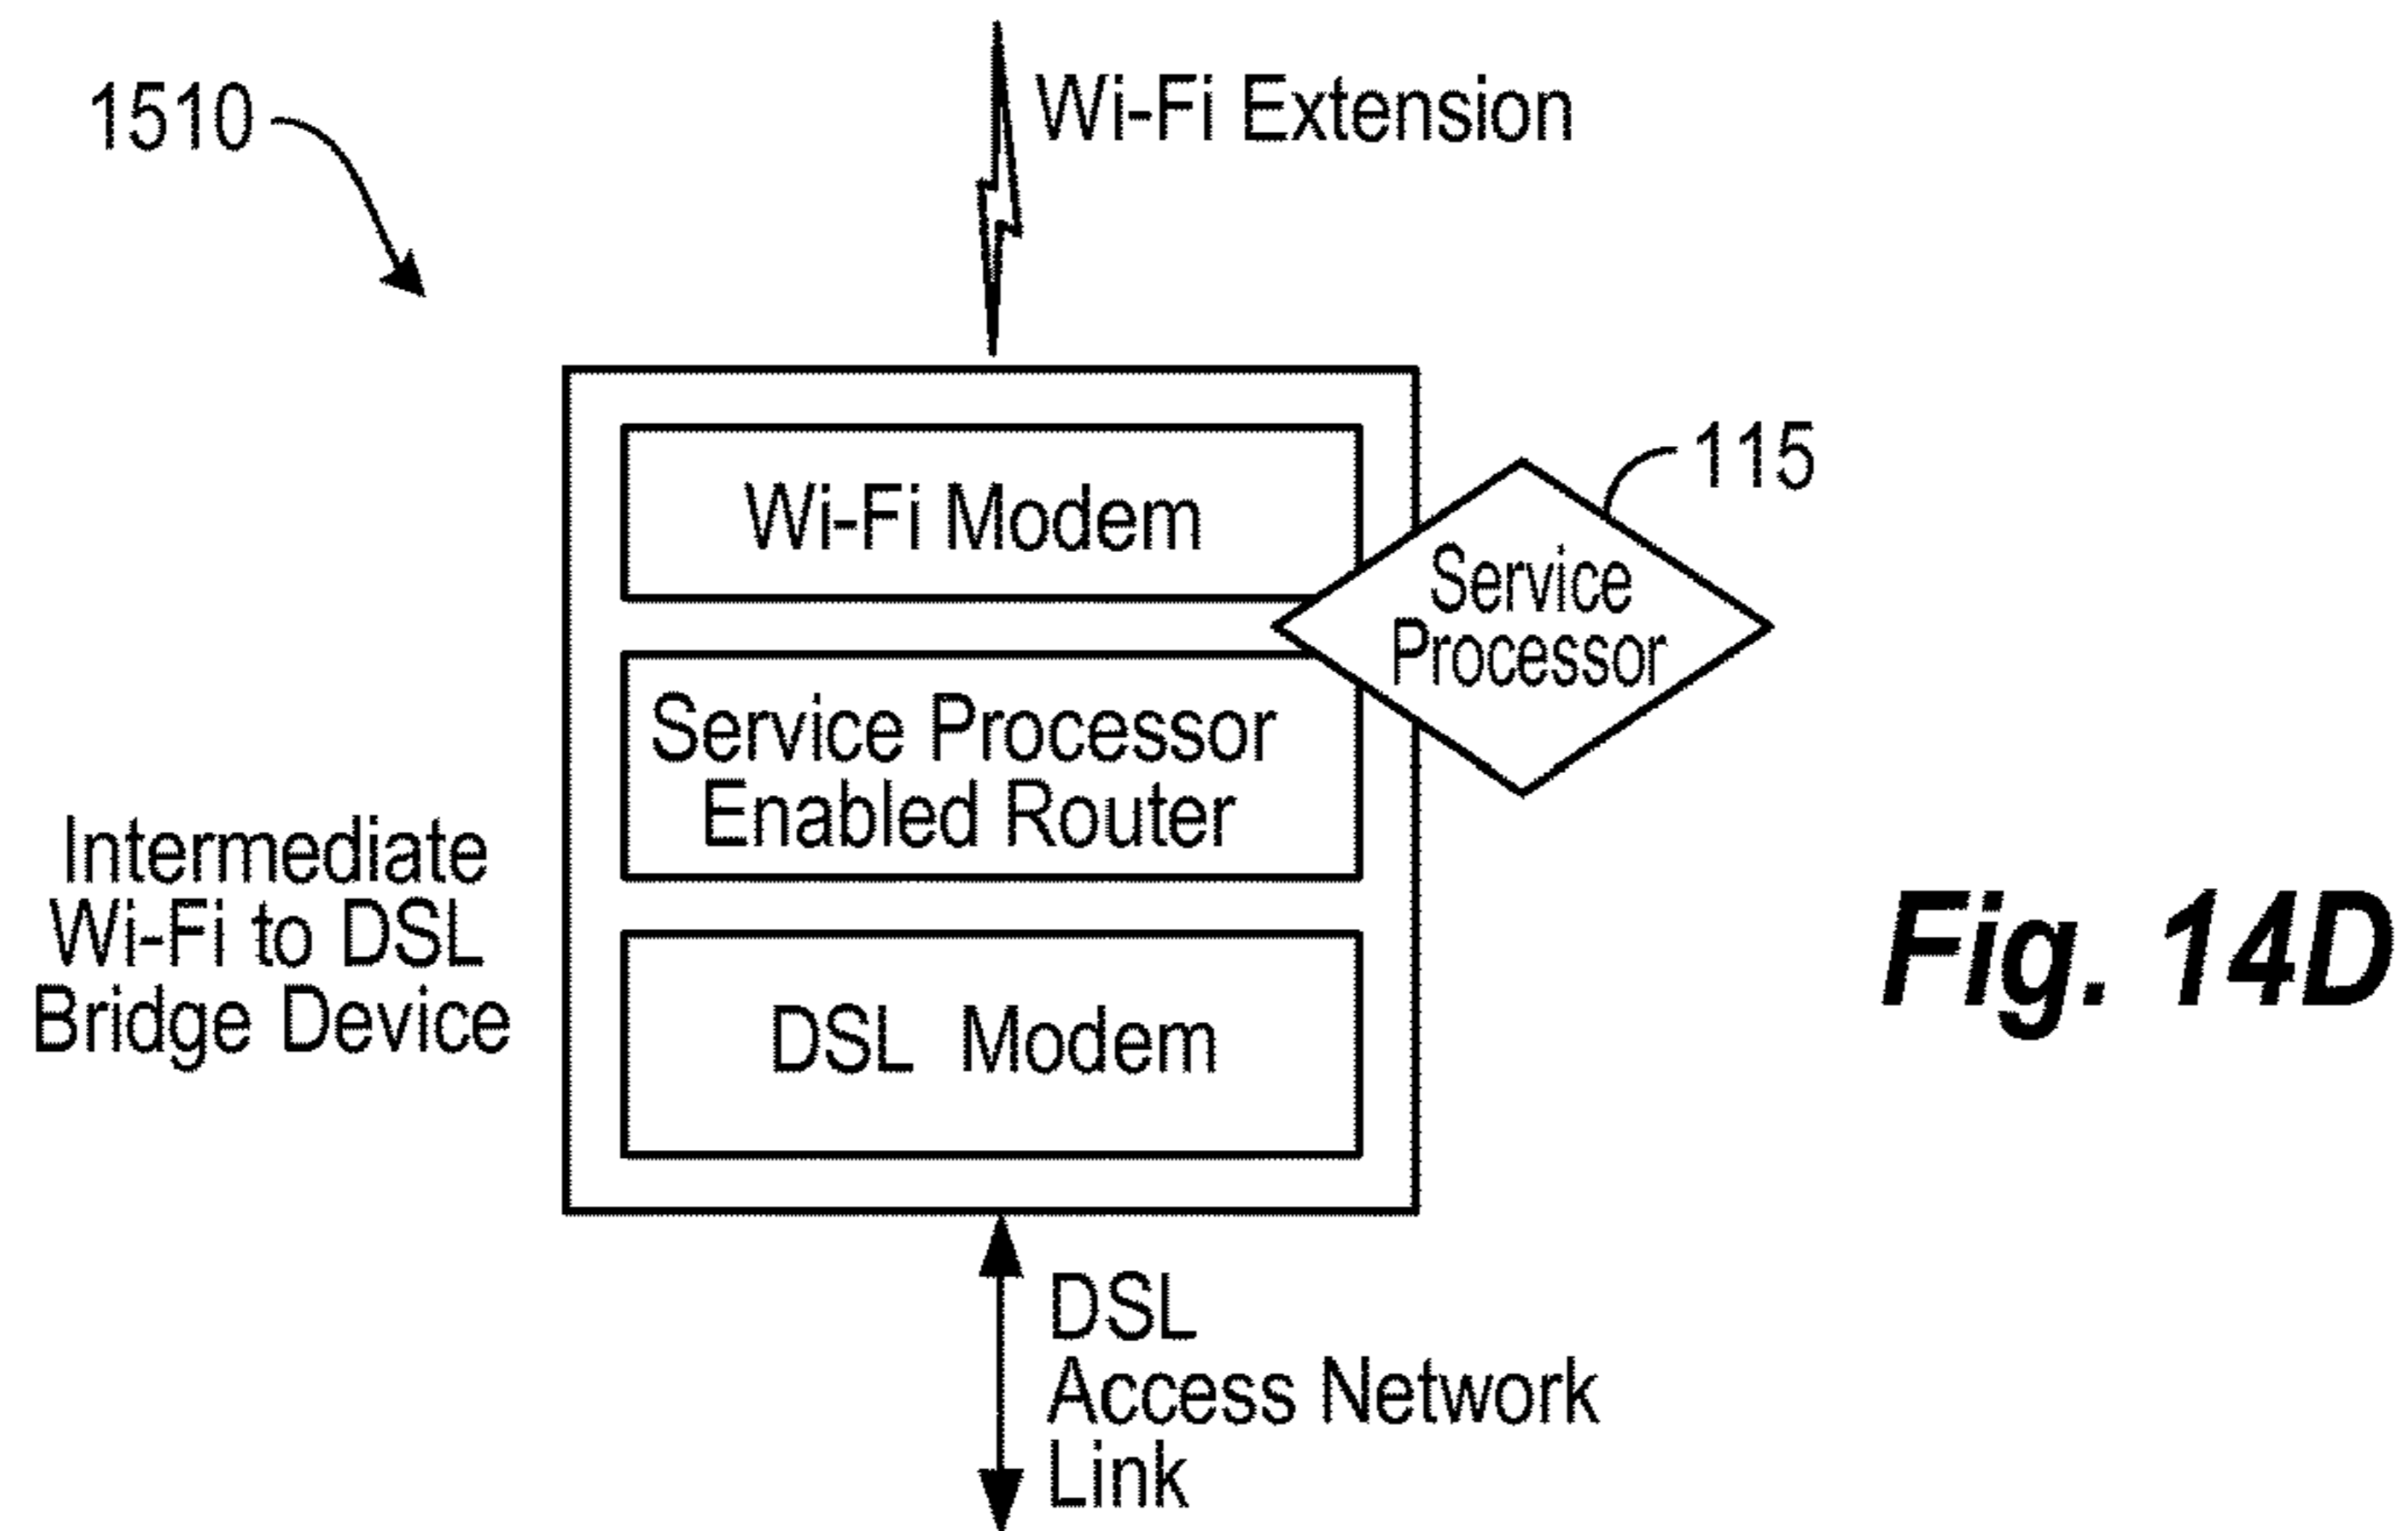 1510
Wi-Fi Extension
Wi-Fi Modem
115
Service
Processor
Service Processor
Enabled Router
Intermediate
Wi-Fi to DSL
Bridge Device
DSL Modem
DSL
Access Network
Link
Fig. 14D